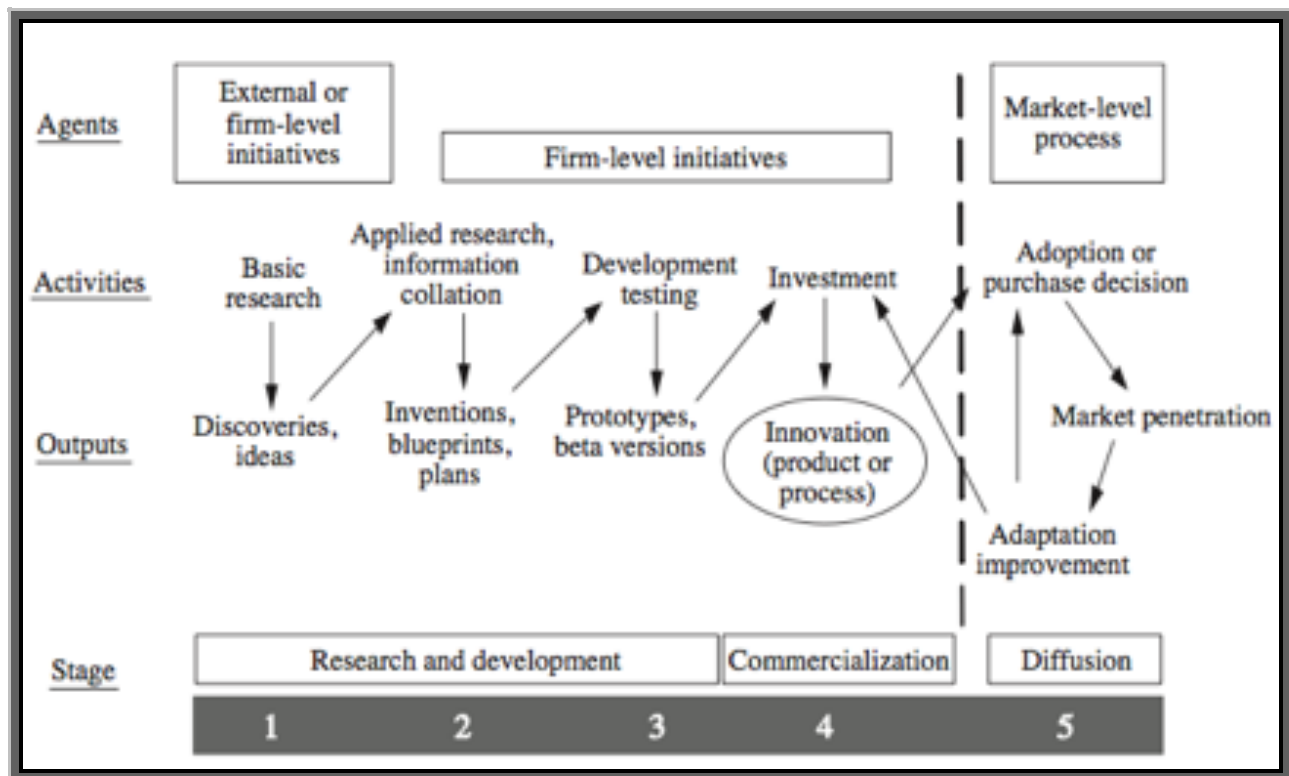 Agents
External or
firm-level
initiatives
Firm-level initiatives
Market-level
process
Activities
Basic
research
Applied research,
information
collation
Development
testing
Investment
Adoption or
purchase decision
Outputs
Discoveries,
ideas
Inventions,
blueprints,
plans
Prototypes,
beta versions
Innovation
(product or
process)
Market penetration
Adaptation
improvement
Stage
Research and development
Commercialization
Diffusion
1 2 3 4 5